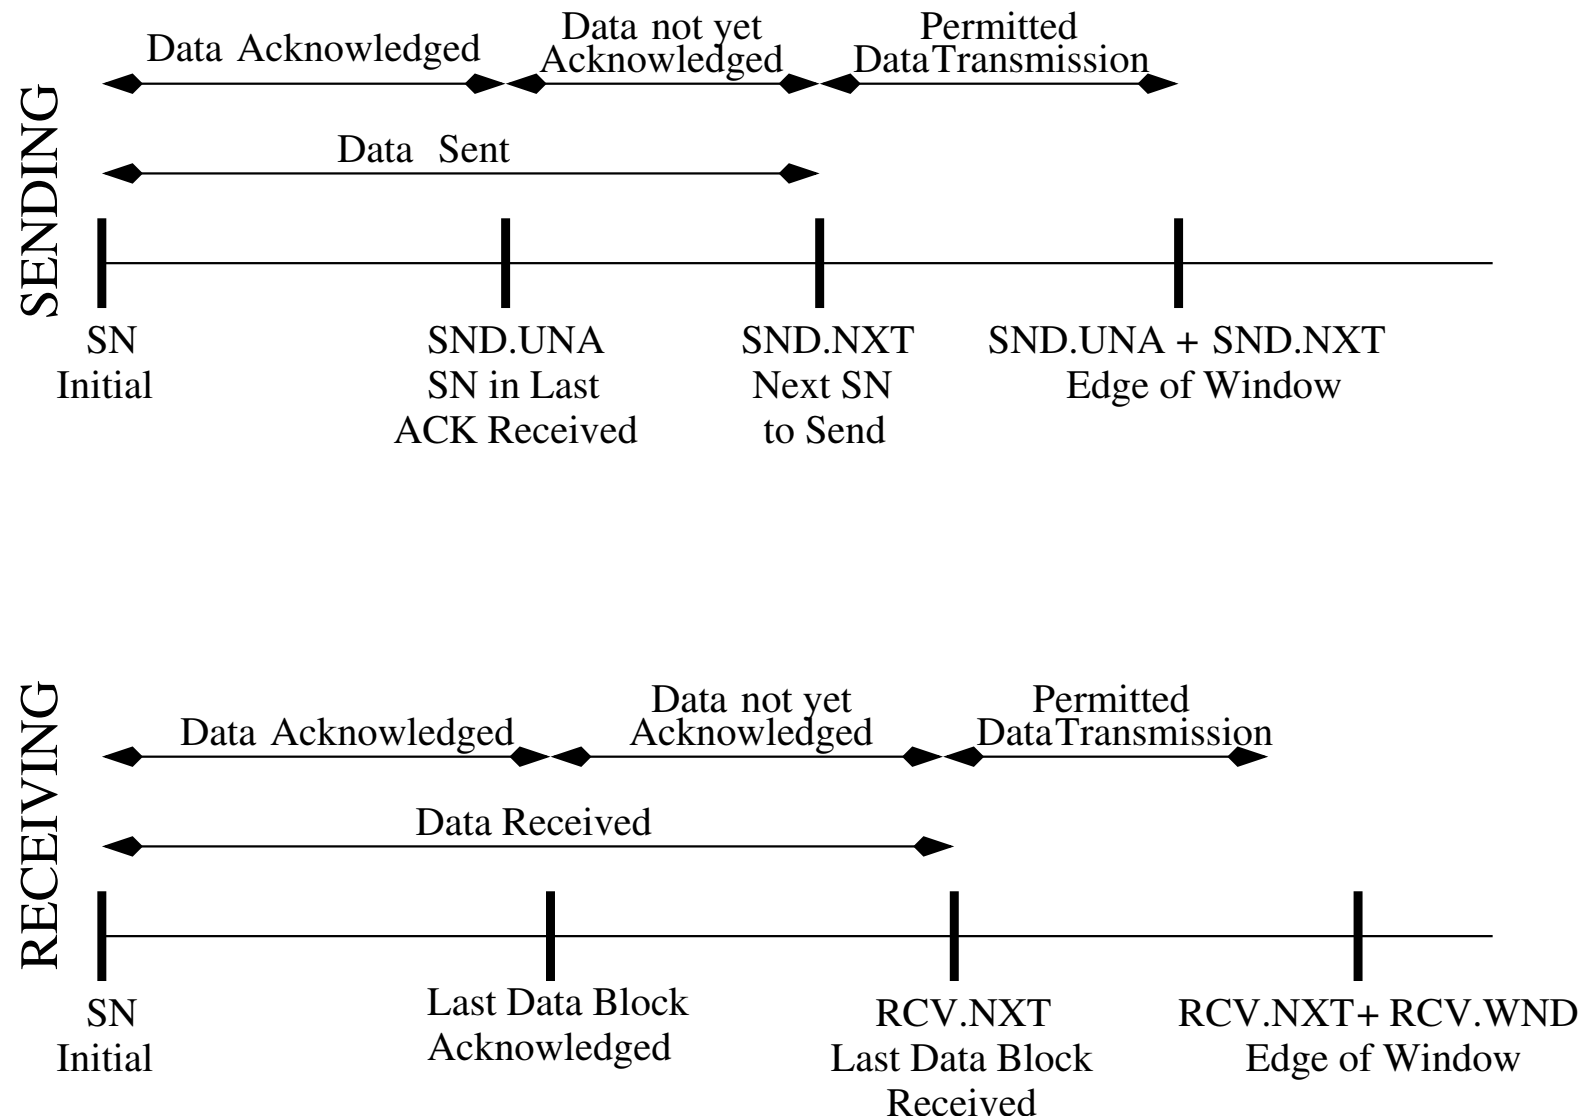 SENDING
Data Acknowledged
Data not yet
Acknowledged
Permitted
DataTransmission
Data Sent
SN
Initial
SND.UNA
SN in Last
ACK Received
SND.NXT
Next SN
to Send
SND.UNA + SND.NXT
Edge of Window
RECEIVING
Data Acknowledged
Data not yet
Acknowledged
Permitted
DataTransmission
Data Received
SN
Initial
Last Data Block
Acknowledged
RCV.NXT
Last Data Block
Received
RCV.NXT+ RCV.WND
Edge of Window